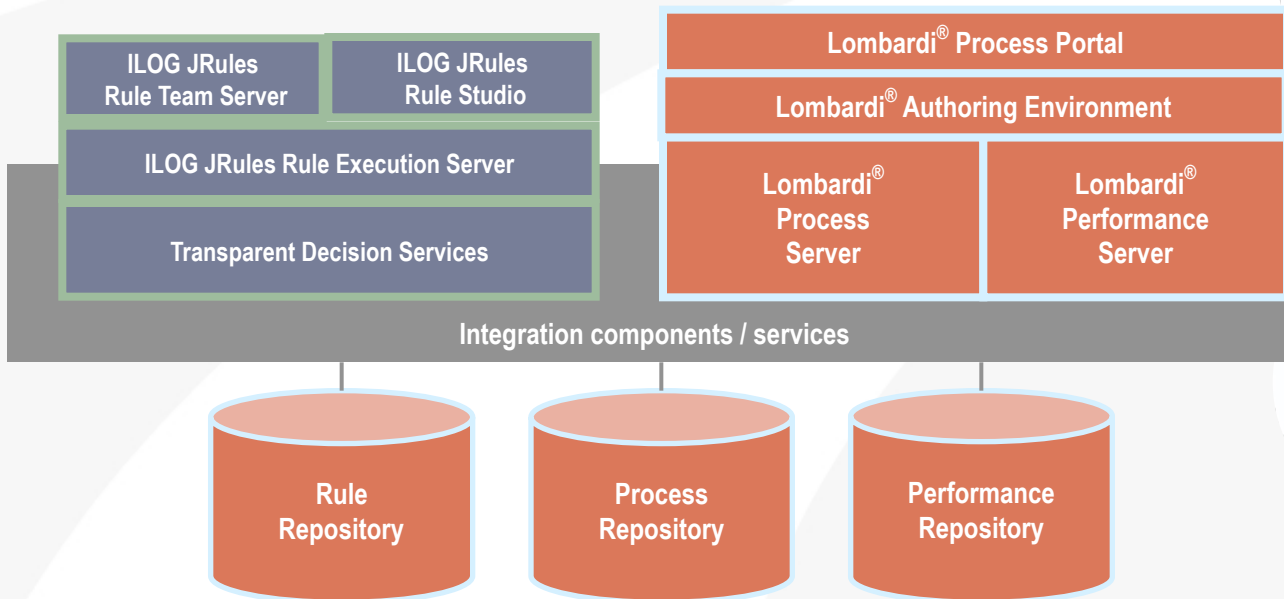 ILOG JRules
Rule Team Server
ILOG JRules
Rule Studio
ILOG JRules Rule Execution Server
Transparent Decision Services
Lombardi® Process Portal
Lombardi® Authoring Environment
Lombardi®
Process
Server
Lombardi®
Performance
Server
Integration components / services
Rule
Repository
Process
Repository
Performance
Repository